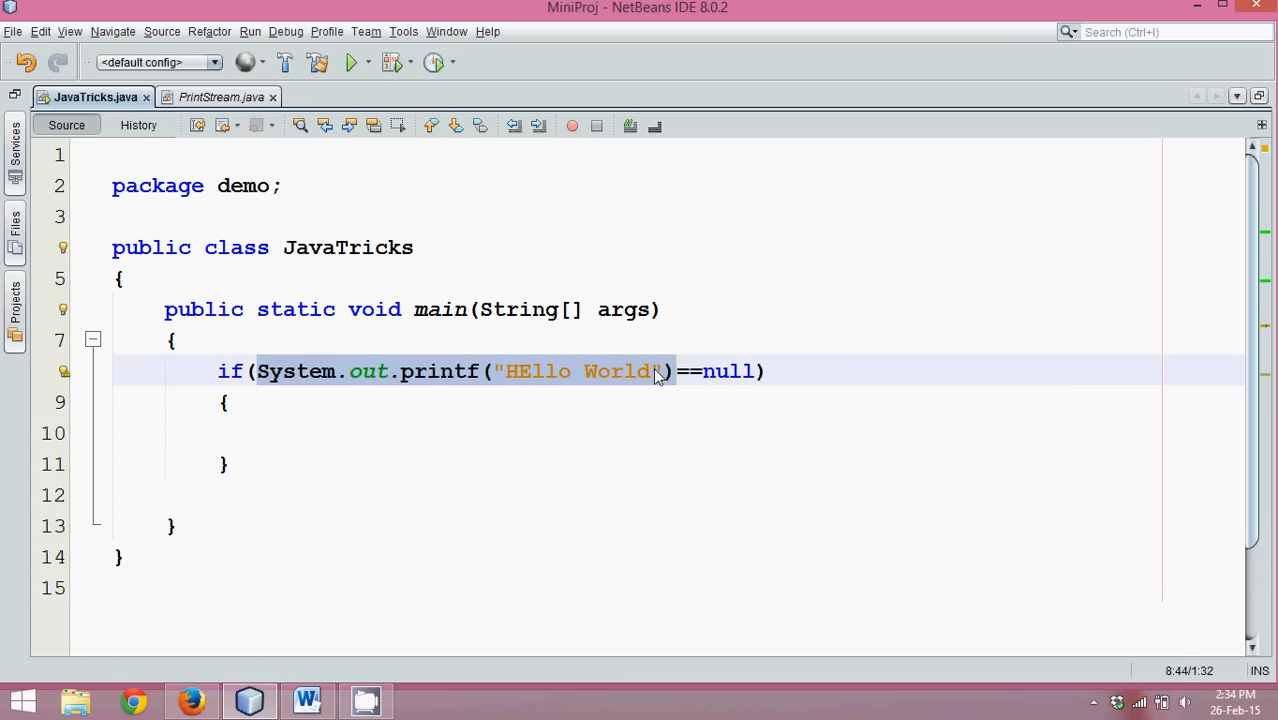 MiniProj - NetBeans IDE 8.0.2
File Edit View Navigate Source Refactor Run Debug Profile Team Tools Window Help
Search (Ctrl+I)
<default config>
JavaTricks.java PrintStream.java
Source History
Services
Files
Projects
1
2 package demo;
3
public class JavaTricks
5 {
public static void main(String[] args)
7 {
if(System.out.printf("HEllo World")==null)
9 {
10
11 }
12
13 }
14 }
15
8:44/1:32 INS
2:34 PM
26-Feb-15